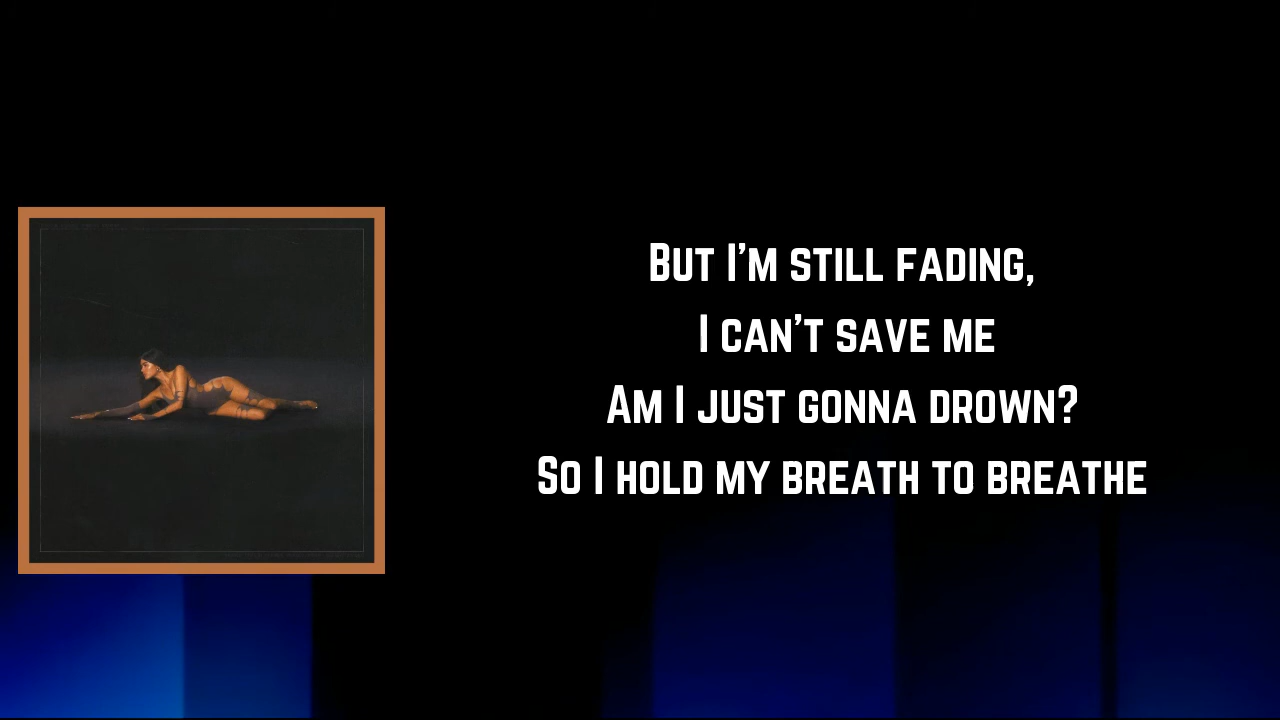 But I'm still fading,
I can't save me
Am I just gonna drown?
So I hold my breath to breathe